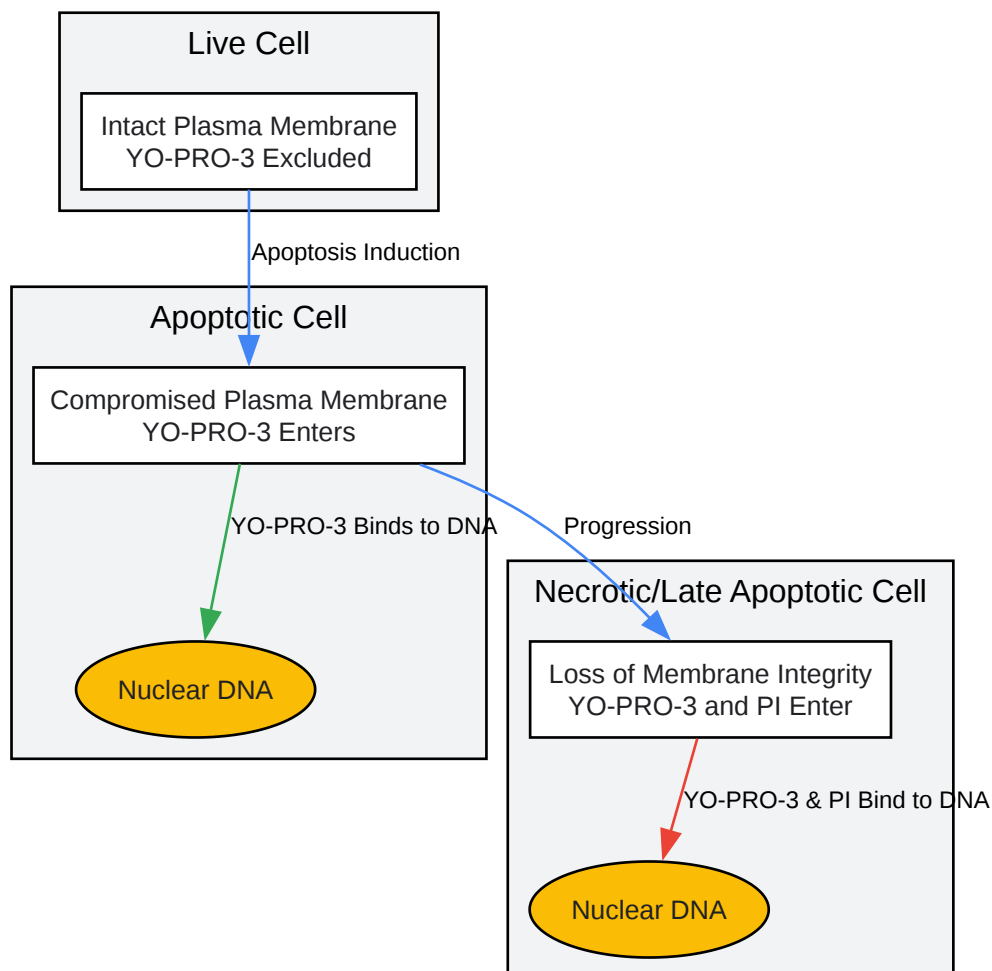 Live Cell
Intact Plasma Membrane
YO-PRO-3 Excluded
Apoptosis Induction
Apoptotic Cell
Compromised Plasma Membrane
YO-PRO-3 Enters
YO-PRO-3 Binds to DNA
Progression
Necrotic/Late Apoptotic Cell
Nuclear DNA
Loss of Membrane Integrity
YO-PRO-3 and PI Enter
YO-PRO-3 & PI Bind to DNA
Nuclear DNA